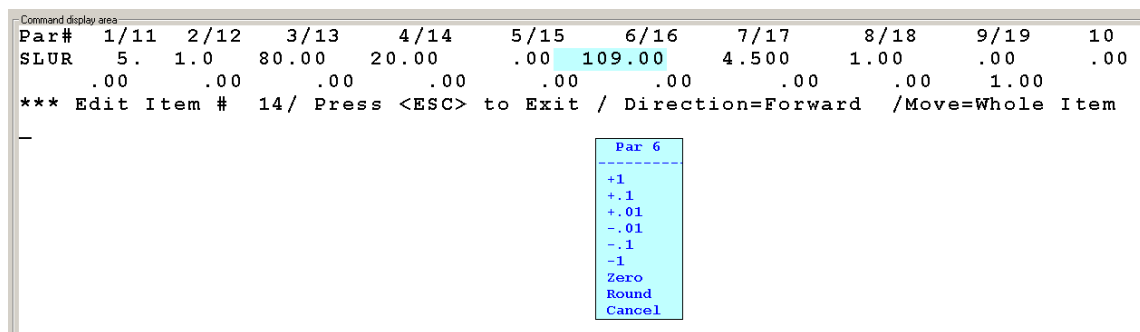 Command display area
Par# 1/11 2/12 3/13 4/14 5/15 6/16 7/17 8/18 9/19 10
SLUR 5. 1.0 80.00 20.00 .00 109.00 4.500 1.00 .00 .00
.00 .00 .00 .00 .00 .00 .00 1.00
*** Edit Item # 14/ Press <ESC> to Exit / Direction=Forward /Move=Whole Item
_
Par 6
-----------
+1
+.1
+.01
-.01
-.1
-1
Zero
Round
Cancel